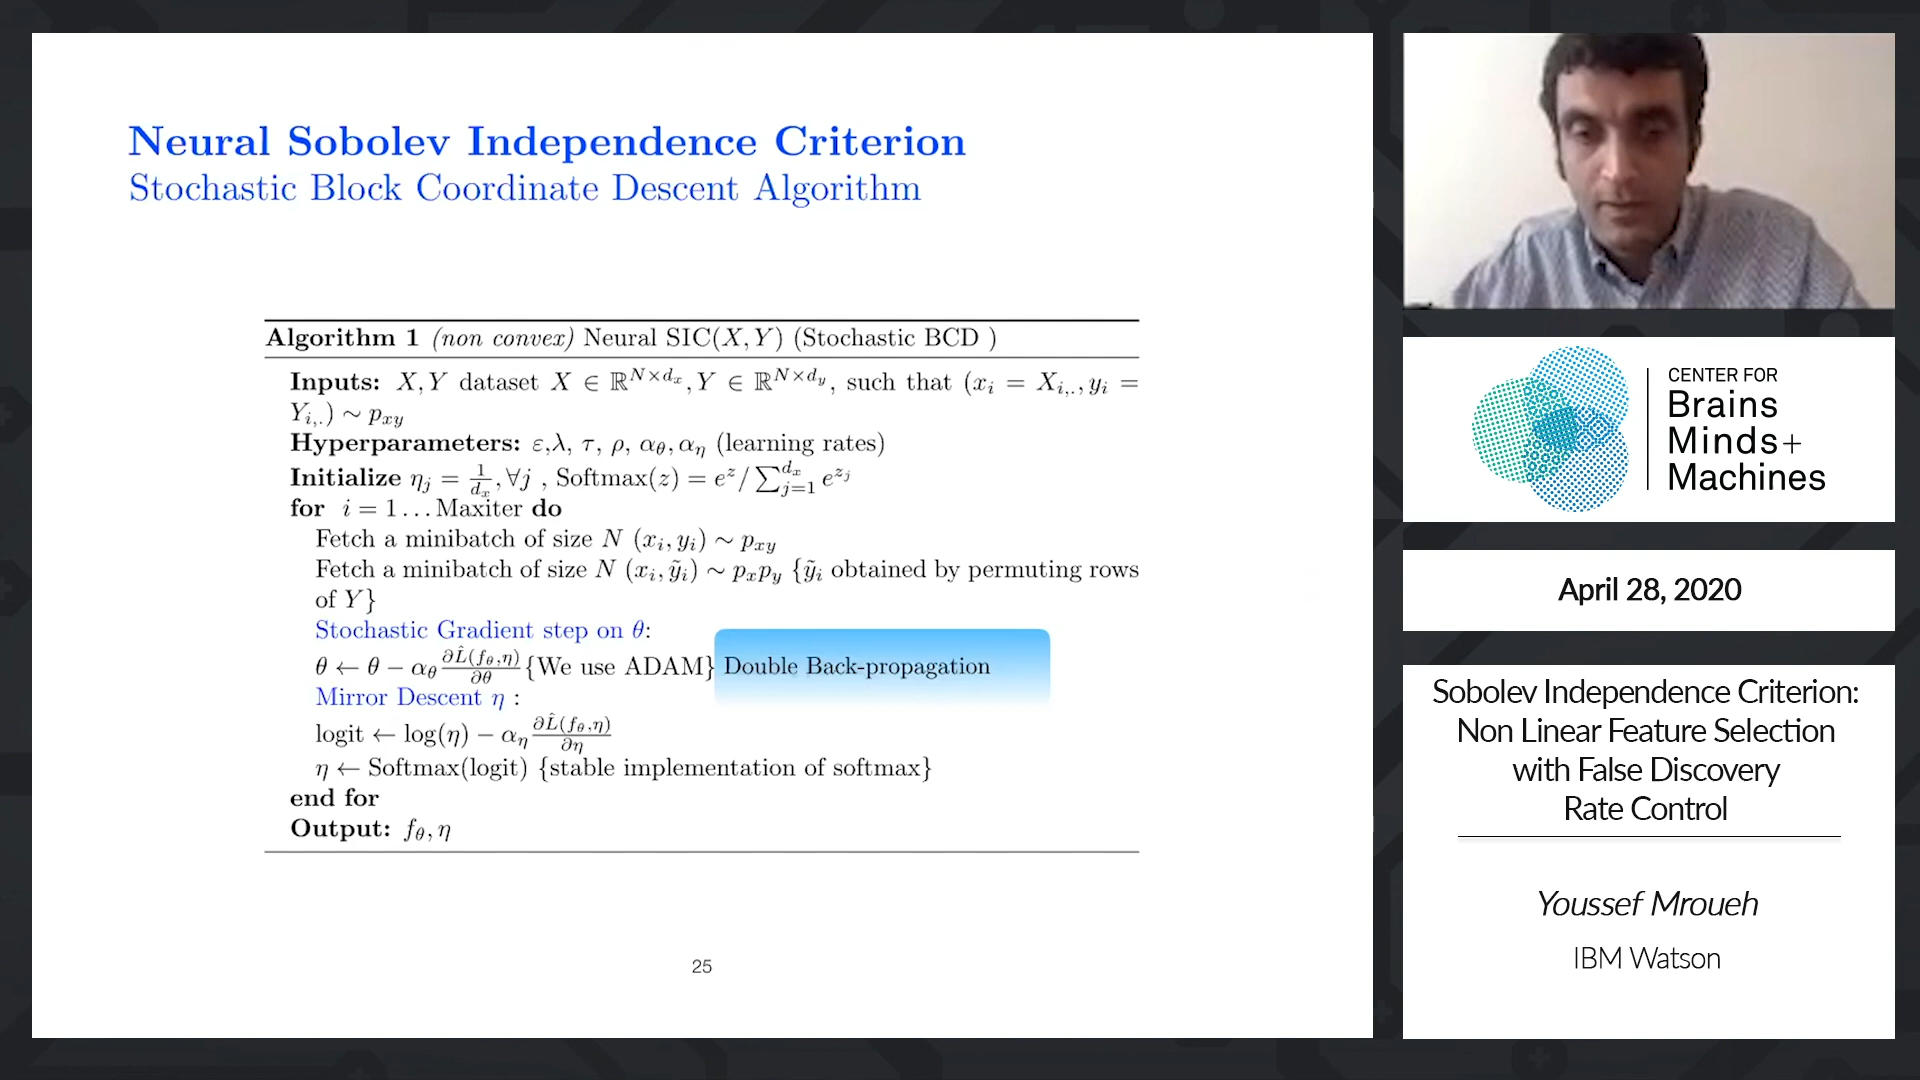 Neural Sobolev Independence Criterion
Stochastic Block Coordinate Descent Algorithm
Algorithm 1 (non convex) Neural SIC(X, Y) (Stochastic BCD )
Inputs: X, Y dataset X ∈ ℝ^{N×d_x}, Y ∈ ℝ^{N×d_y}, such that (x_i = X_{i,.}, y_i =
Y_{i,.}) ∼ p_{xy}
Hyperparameters: ε,λ, τ, ρ, α_θ, α_η (learning rates)
Initialize η_j = 1/d_x, ∀j , Softmax(z) = e^z/∑_{j=1}^{d_x} e^{z_j}
for i = 1 . . . Maxiter do
Fetch a minibatch of size N (x_i, y_i) ∼ p_{xy}
Fetch a minibatch of size N (x_i, ỹ_i) ∼ p_x p_y {ỹ_i obtained by permuting rows
of Y}
Stochastic Gradient step on θ:
θ ← θ − α_θ ∂L̂(f_θ,η)/∂θ {We use ADAM} Double Back-propagation
Mirror Descent η :
logit ← log(η) − α_η ∂L̂(f_θ,η)/∂η
η ← Softmax(logit) {stable implementation of softmax}
end for
Output: f_θ, η
25
CENTER FOR
Brains
Minds+
Machines
April 28, 2020
Sobolev Independence Criterion:
Non Linear Feature Selection
with False Discovery
Rate Control
Youssef Mroueh
IBM Watson